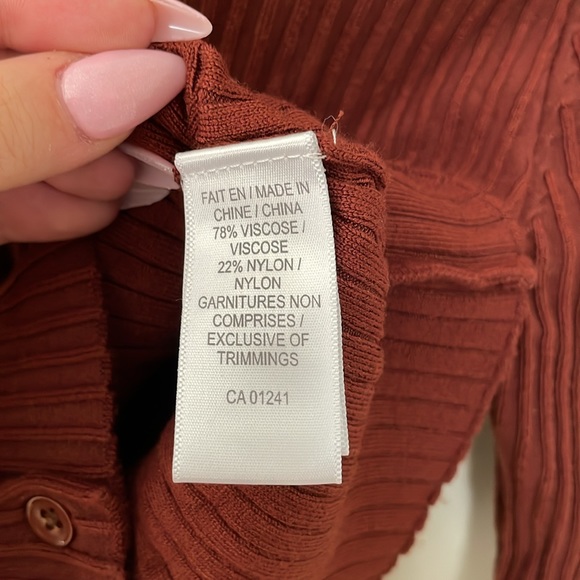 FAIT EN / MADE IN
CHINE / CHINA
78% VISCOSE /
VISCOSE
22% NYLON /
NYLON
GARNITURES NON
COMPRISES /
EXCLUSIVE OF
TRIMMINGS
CA 01241